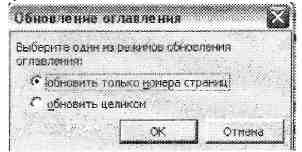 Обновление оглавления
Выберите один из режимов обновления
оглавления:
обновить только номера страниц
обновить целиком
ОК Отмена